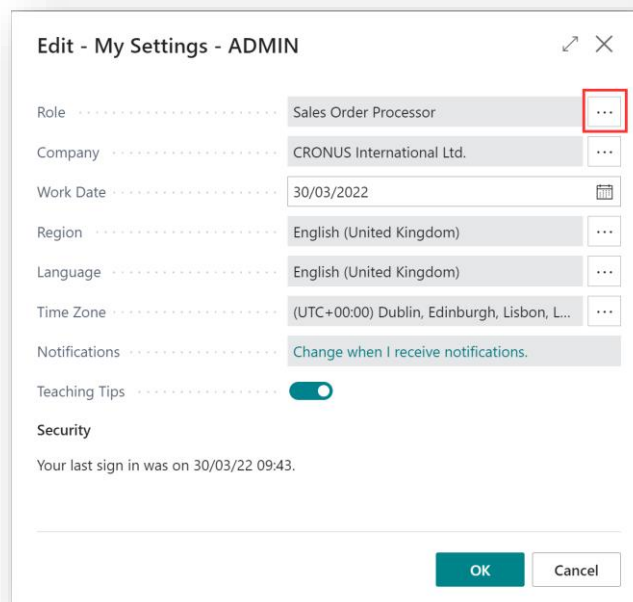 Edit - My Settings - ADMIN
Role Sales Order Processor ...
Company CRONUS International Ltd. ...
Work Date 30/03/2022
Region English (United Kingdom) ...
Language English (United Kingdom) ...
Time Zone (UTC+00:00) Dublin, Edinburgh, Lisbon, L... ...
Notifications Change when I receive notifications.
Teaching Tips
Security
Your last sign in was on 30/03/22 09:43.
OK Cancel